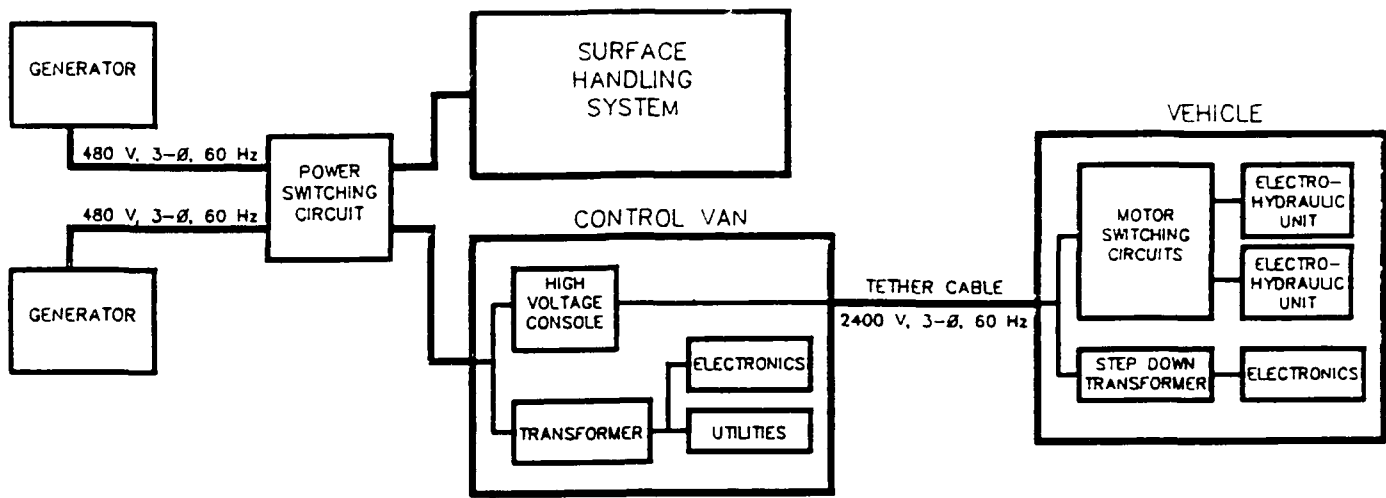 GENERATOR
480 V, 3-Ø, 60 Hz
480 V, 3-Ø, 60 Hz
GENERATOR
POWER
SWITCHING
CIRCUIT
SURFACE
HANDLING
SYSTEM
CONTROL VAN
HIGH
VOLTAGE
CONSOLE
TRANSFORMER
ELECTRONICS
UTILITIES
TETHER CABLE
2400 V, 3-Ø, 60 Hz
VEHICLE
MOTOR
SWITCHING
CIRCUITS
ELECTRO-
HYDRAULIC
UNIT
ELECTRO-
HYDRAULIC
UNIT
STEP DOWN
TRANSFORMER
ELECTRONICS